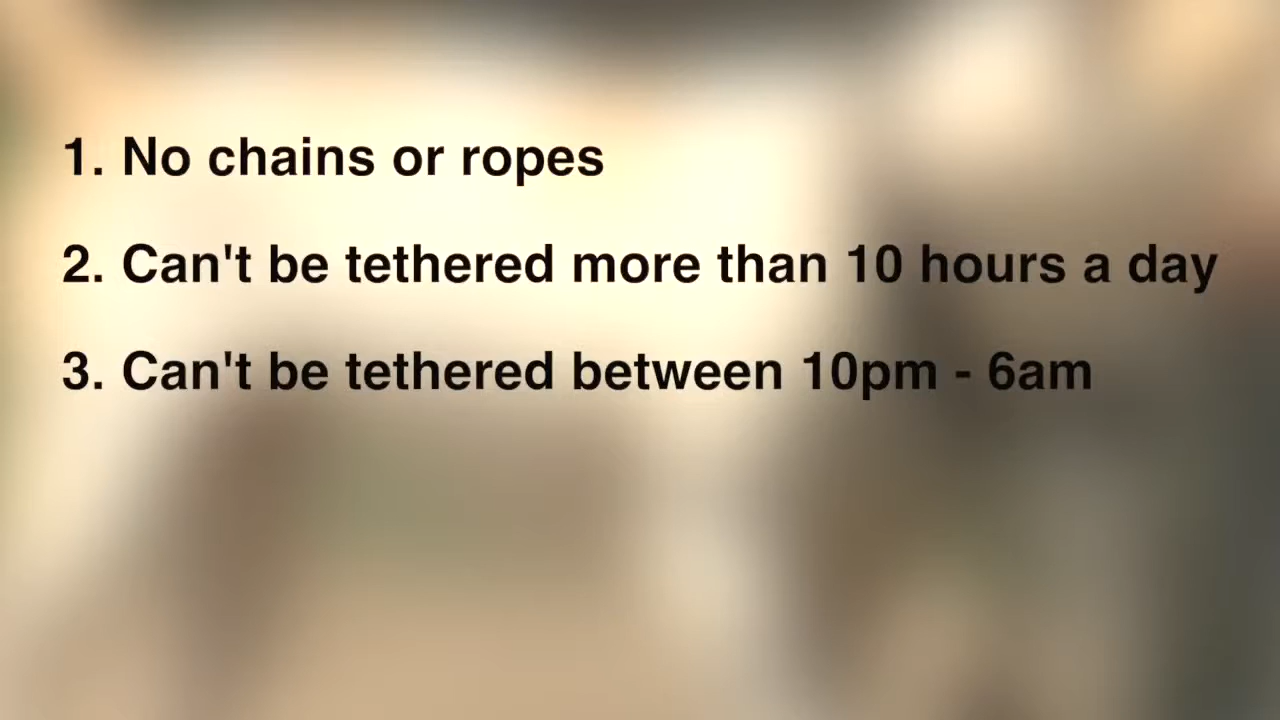 1. No chains or ropes
2. Can't be tethered more than 10 hours a day
3. Can't be tethered between 10pm - 6am